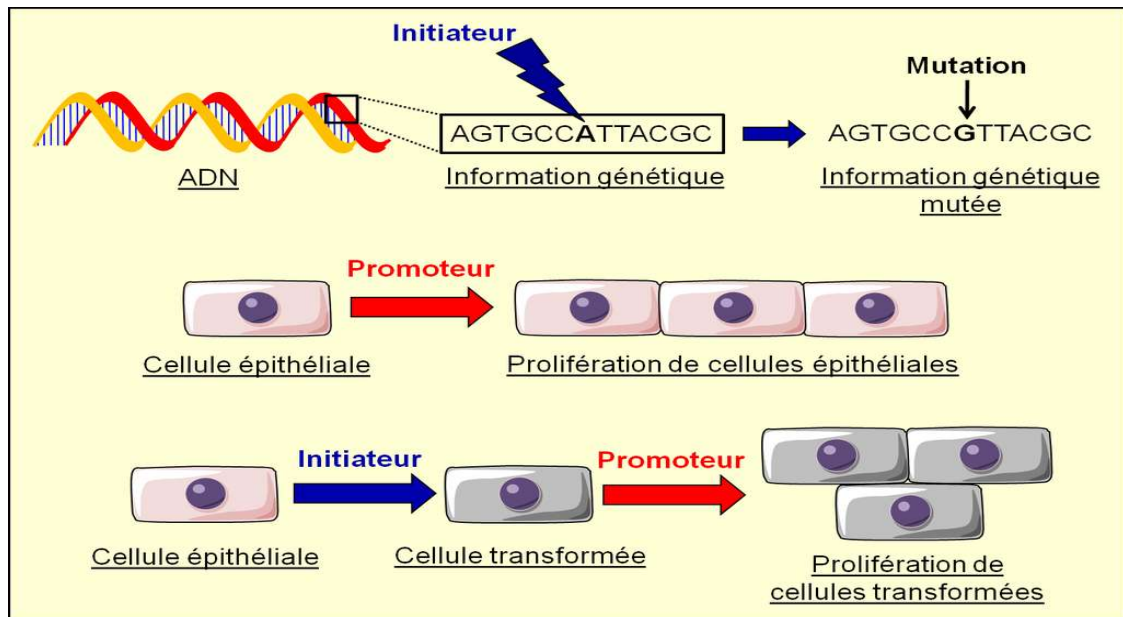 Initiateur
Mutation
AGTGCCATTACGC
AGTGCCGTTACGC
ADN
Information génétique
Information génétique
mutée
Promoteur
Cellule épithéliale
Prolifération de cellules épithéliales
Initiateur
Promoteur
Cellule épithéliale
Cellule transformée
Prolifération de
cellules transformées